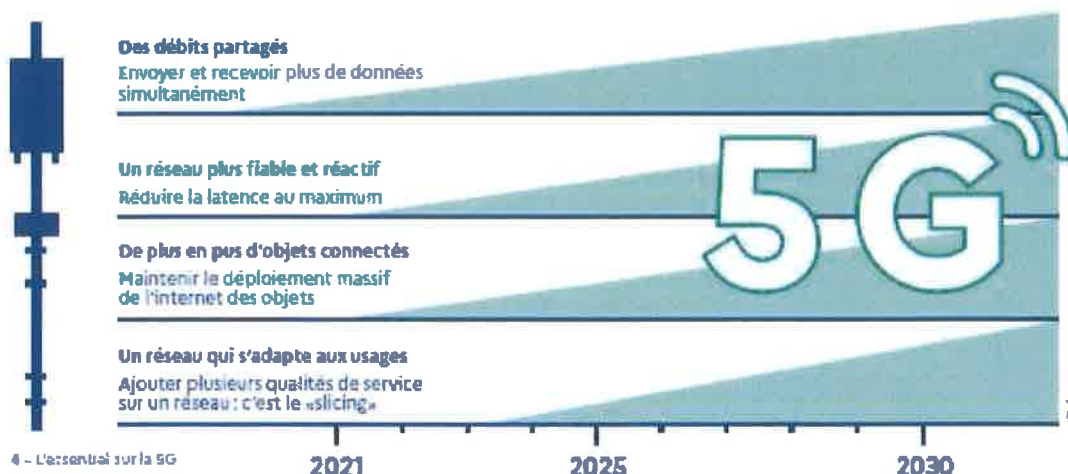 Des débits partagés
Envoyer et recevoir plus de données
simultanément
Un réseau plus fiable et réactif
Réduire la latence au maximum
De plus en pus d'objets connectés
Maintenir le déploiement massif
de l'internet des objets
Un réseau qui s'adapte aux usages
Ajouter plusieurs qualités de service
sur un réseau : c'est le «slicing»
5G
2021 2025 2030
4 – L'essentiel sur la 5G